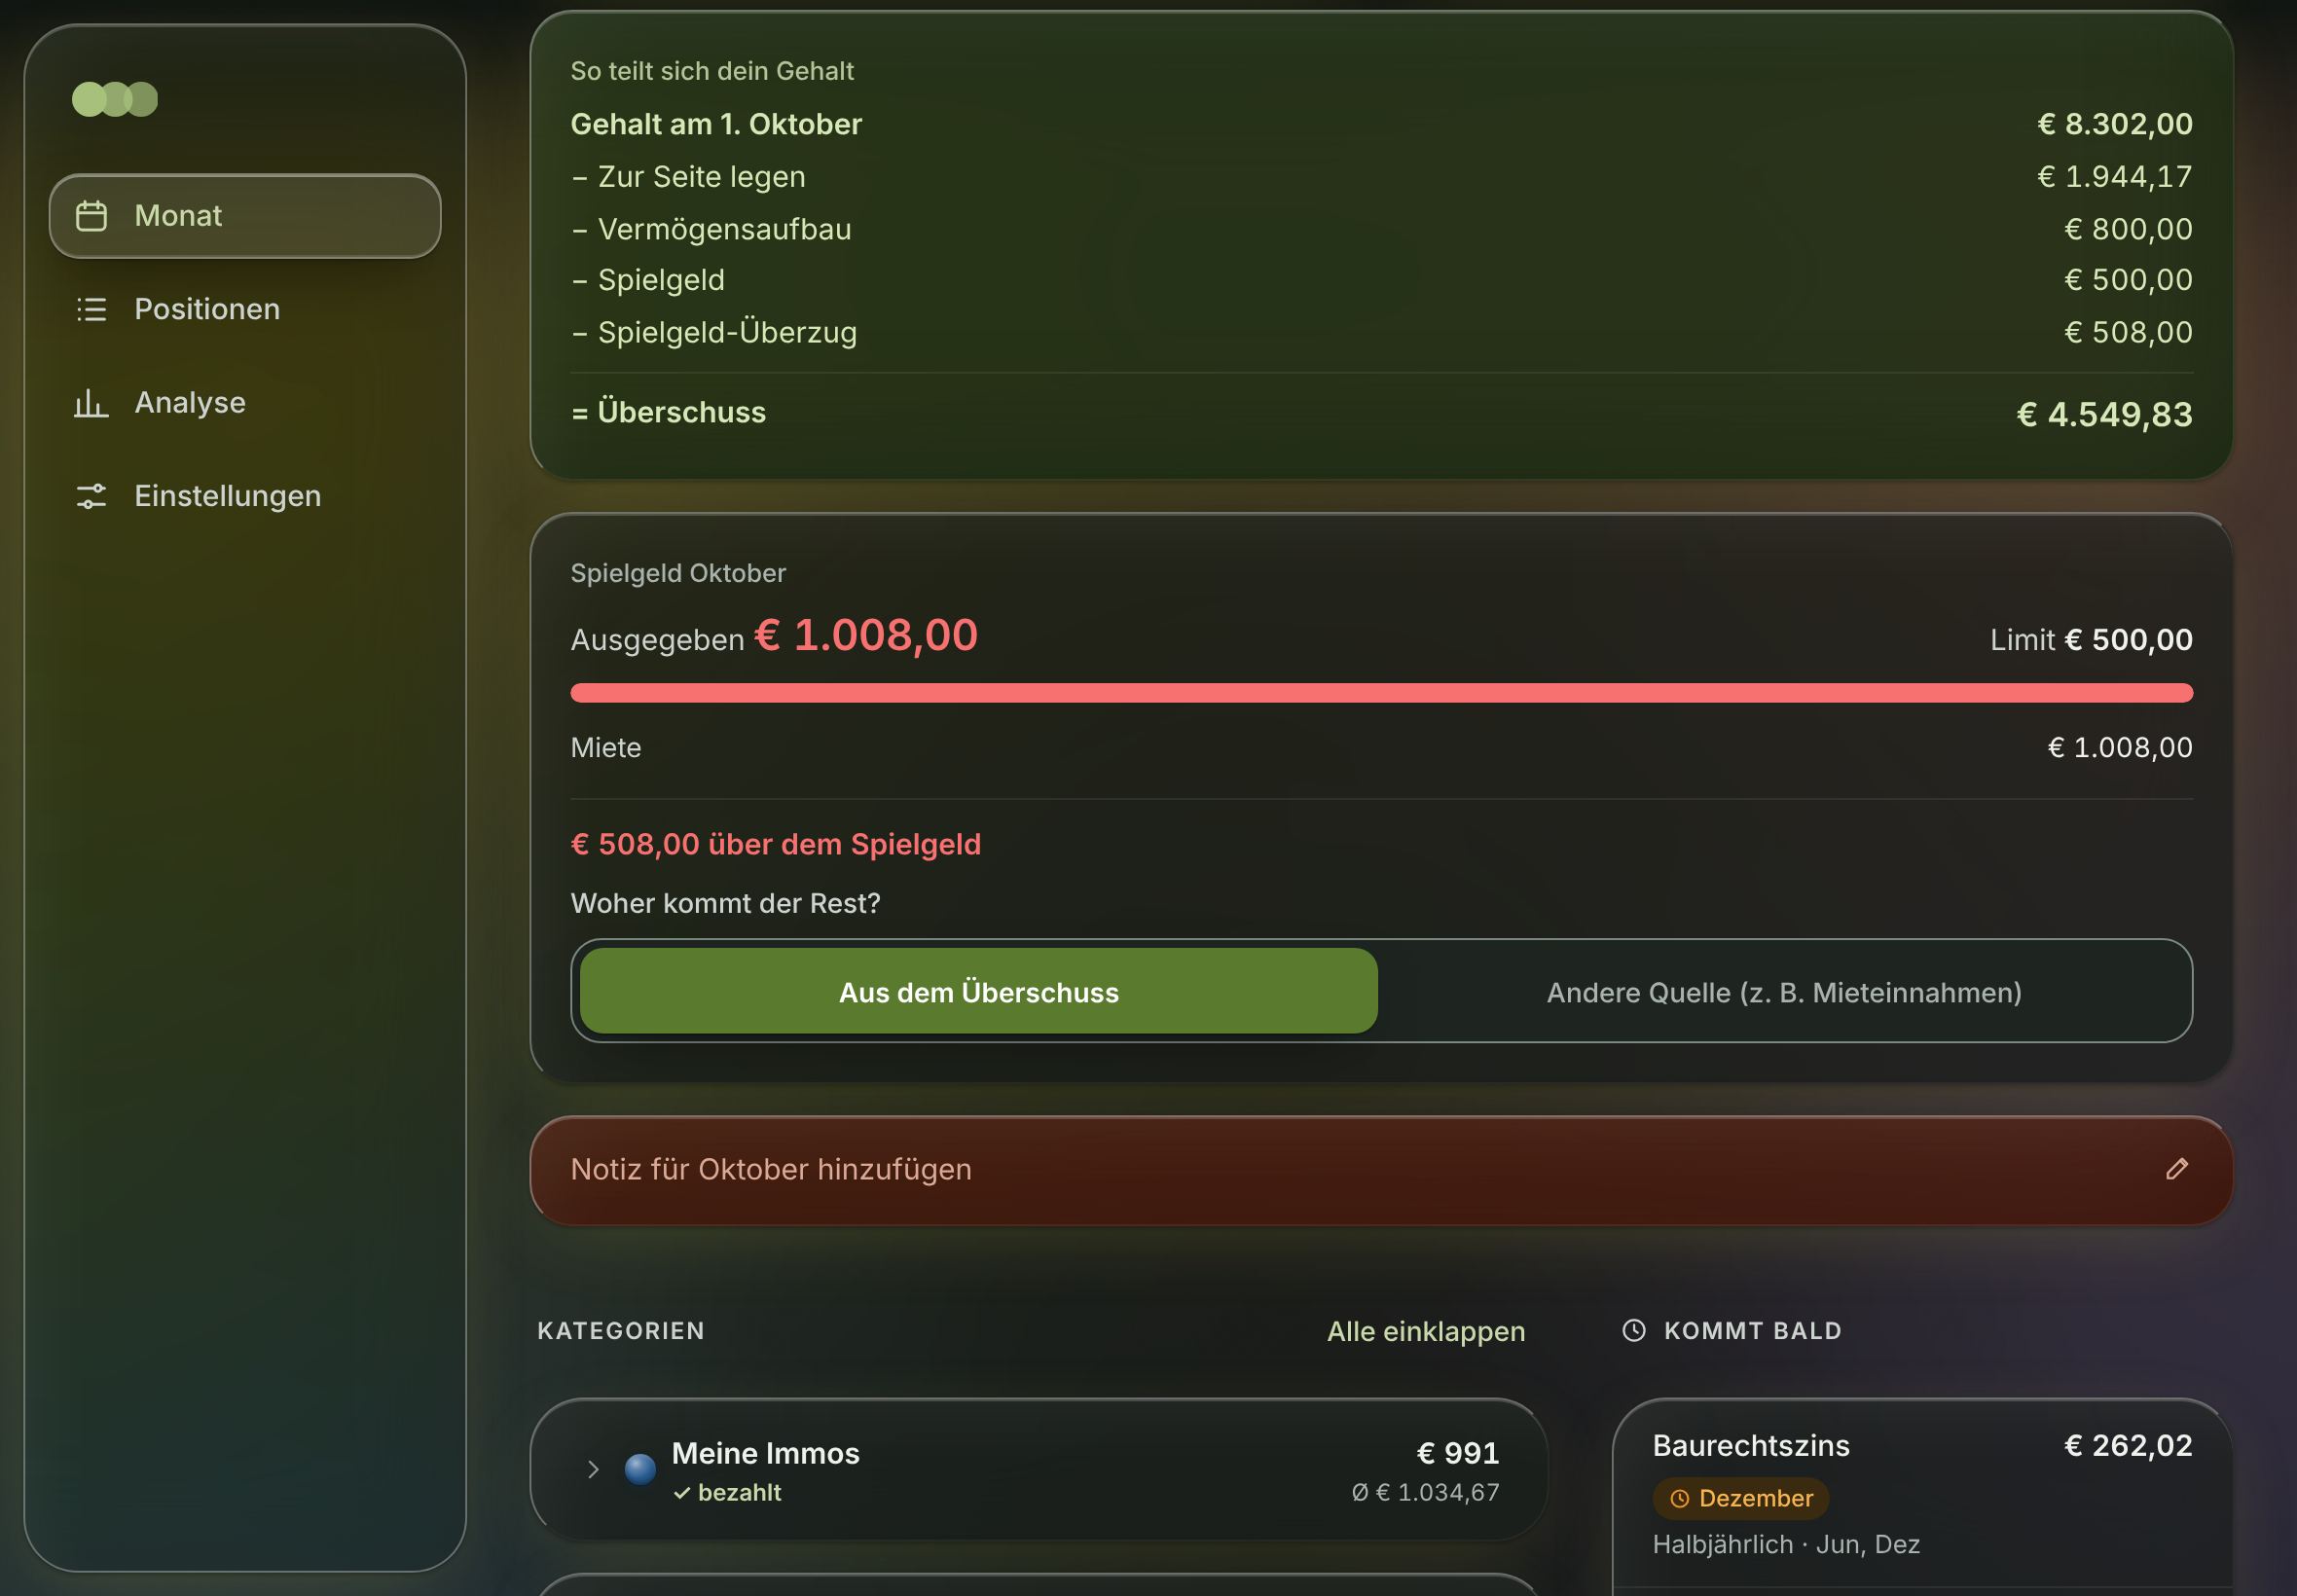 Monat
Positionen
Analyse
Einstellungen
So teilt sich dein Gehalt
Gehalt am 1. Oktober € 8.302,00
– Zur Seite legen € 1.944,17
– Vermögensaufbau € 800,00
– Spielgeld € 500,00
– Spielgeld-Überzug € 508,00
= Überschuss € 4.549,83
Spielgeld Oktober
Ausgegeben € 1.008,00 Limit € 500,00
Miete € 1.008,00
€ 508,00 über dem Spielgeld
Woher kommt der Rest?
Aus dem Überschuss Andere Quelle (z. B. Mieteinnahmen)
Notiz für Oktober hinzufügen
KATEGORIEN Alle einklappen
Meine Immos € 991
✓ bezahlt Ø € 1.034,67
KOMMT BALD
Baurechtszins € 262,02
Dezember
Halbjährlich · Jun, Dez